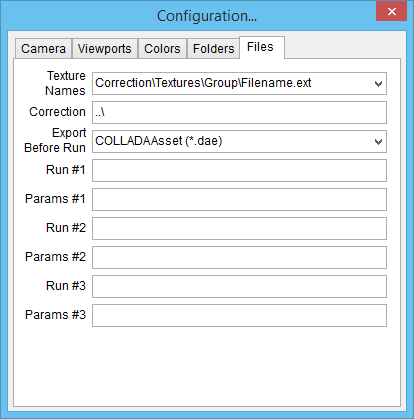 Configuration...
Camera Viewports Colors Folders Files
Texture
Names
Correction\Textures\Group\Filename.ext
Correction
..\
Export
Before Run
COLLADAAsset (*.dae)
Run #1
Params #1
Run #2
Params #2
Run #3
Params #3